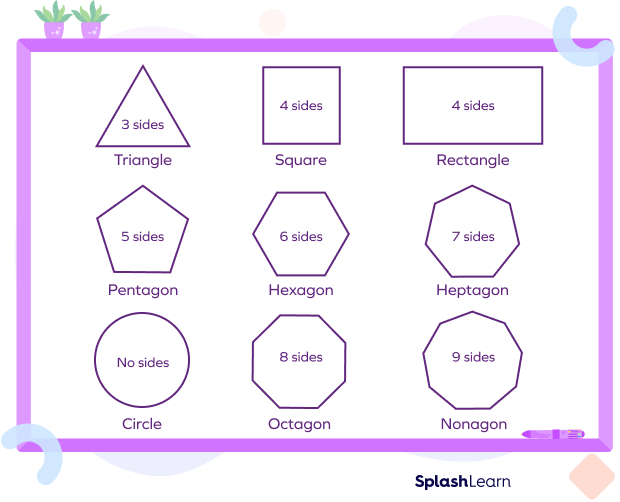 3 sides
4 sides
4 sides
Triangle
Square
Rectangle
5 sides
6 sides
7 sides
Pentagon
Hexagon
Heptagon
No sides
8 sides
9 sides
Circle
Octagon
Nonagon
SplashLearn